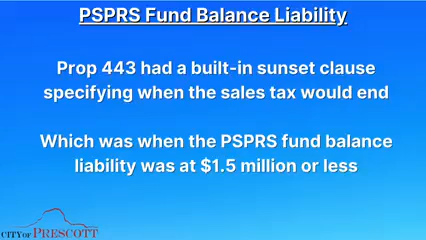 PSPRS Fund Balance Liability
Prop 443 had a built-in sunset clause
specifying when the sales tax would end
Which was when the PSPRS fund balance
liability was at $1.5 million or less
CITY OF PRESCOTT